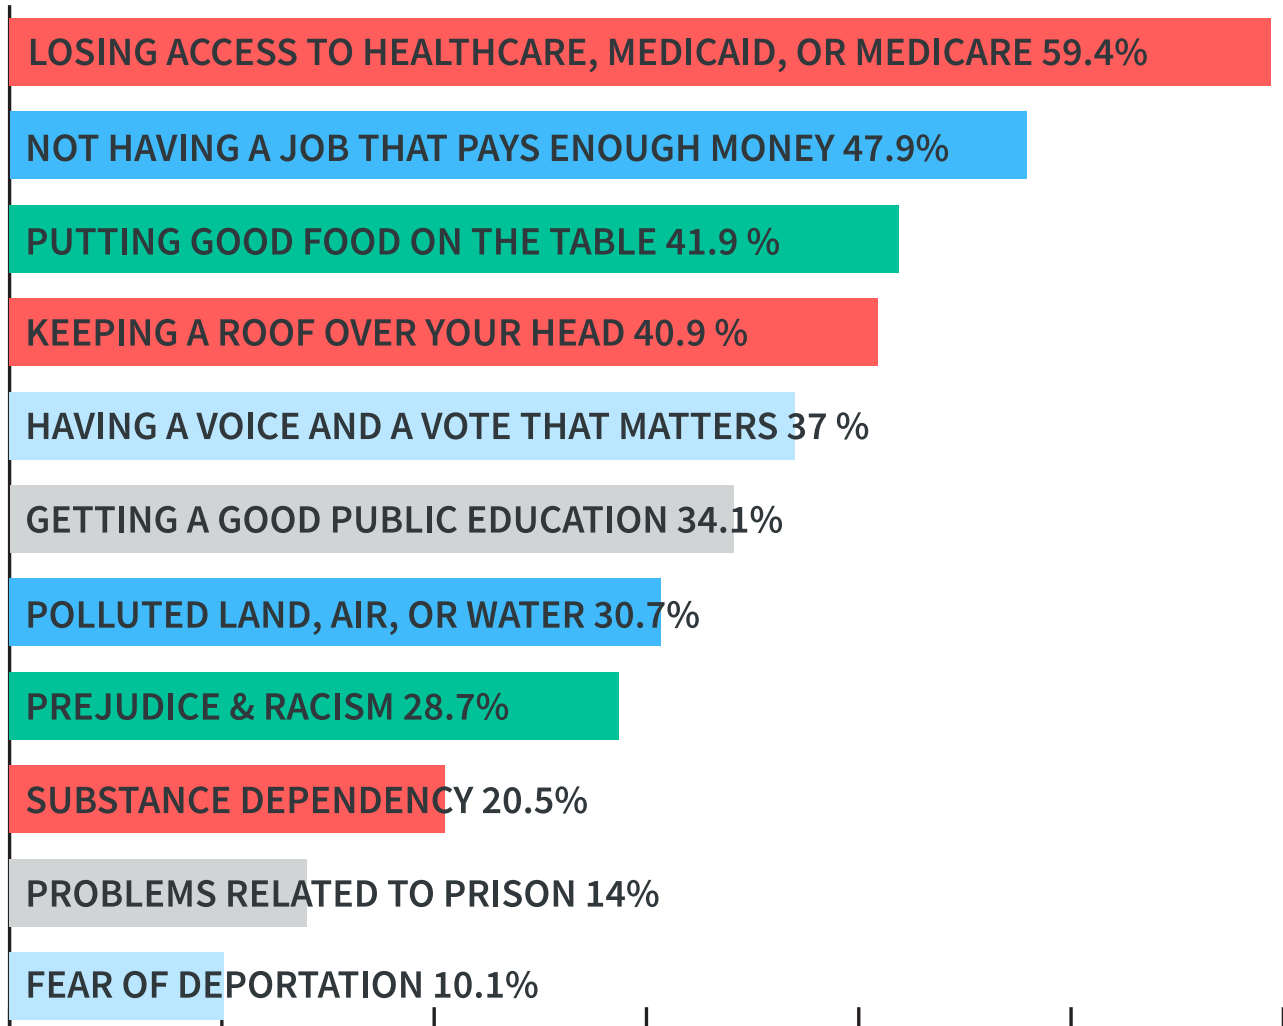 LOSING ACCESS TO HEALTHCARE, MEDICAID, OR MEDICARE 59.4%
NOT HAVING A JOB THAT PAYS ENOUGH MONEY 47.9%
PUTTING GOOD FOOD ON THE TABLE 41.9 %
KEEPING A ROOF OVER YOUR HEAD 40.9 %
HAVING A VOICE AND A VOTE THAT MATTERS 37 %
GETTING A GOOD PUBLIC EDUCATION 34.1%
POLLUTED LAND, AIR, OR WATER 30.7%
PREJUDICE & RACISM 28.7%
SUBSTANCE DEPENDENCY 20.5%
PROBLEMS RELATED TO PRISON 14%
FEAR OF DEPORTATION 10.1%